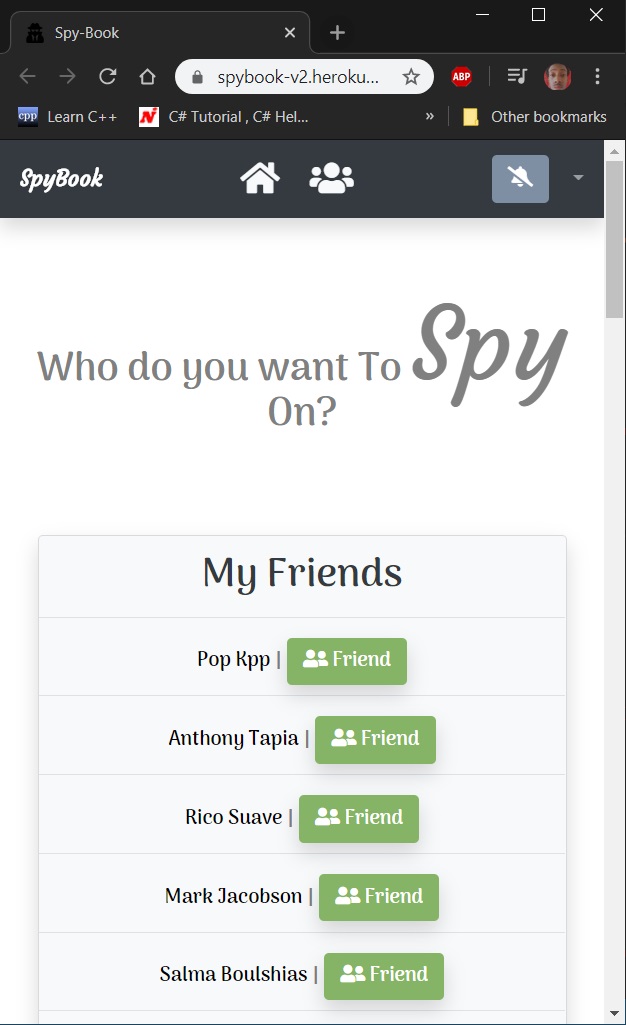 Spy-Book
spybook-v2.heroku...
ABP
cpp Learn C++ N C# Tutorial , C# Hel... » Other bookmarks
SpyBook
Who do you want To Spy
On?
My Friends
Pop Kpp | Friend
Anthony Tapia | Friend
Rico Suave | Friend
Mark Jacobson | Friend
Salma Boulshias | Friend